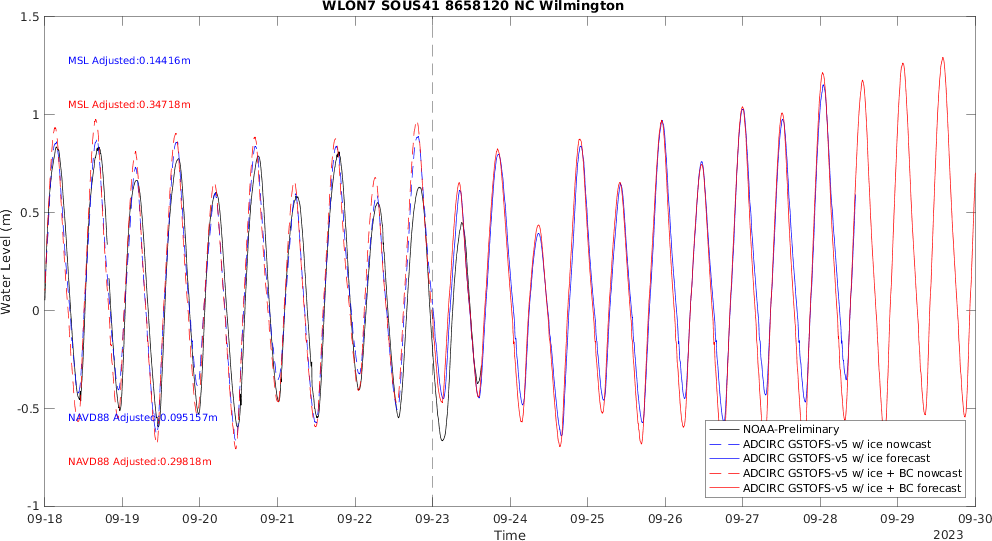 WLON7 SOUS41 8658120 NC Wilmington
1.5
1
0.5
0
-0.5
-1
Water Level (m)
MSL Adjusted:0.14416m
MSL Adjusted:0.34718m
NAVD88 Adjusted:0.095157m
NAVD88 Adjusted:0.29818m
NOAA-Preliminary
ADCIRC GSTOFS-v5 w/ ice nowcast
ADCIRC GSTOFS-v5 w/ ice forecast
ADCIRC GSTOFS-v5 w/ ice + BC nowcast
ADCIRC GSTOFS-v5 w/ ice + BC forecast
09-18 09-19 09-20 09-21 09-22 09-23 09-24 09-25 09-26 09-27 09-28 09-29 09-30
Time
2023